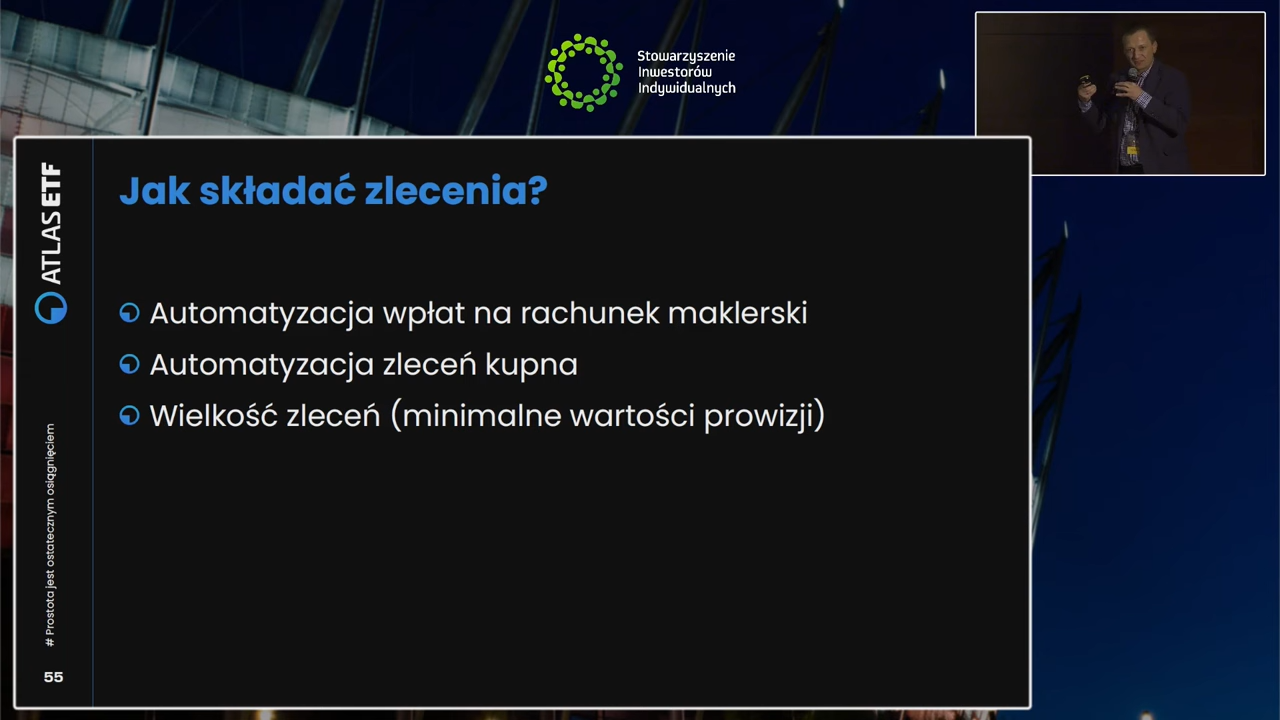 Stowarzyszenie
Inwestorów
Indywidualnych
ATLAS ETF
Jak składać zlecenia?
Automatyzacja wpłat na rachunek maklerski
Automatyzacja zleceń kupna
Wielkość zleceń (minimalne wartości prowizji)
# Prostota jest ostatecznym osiągnięciem
55